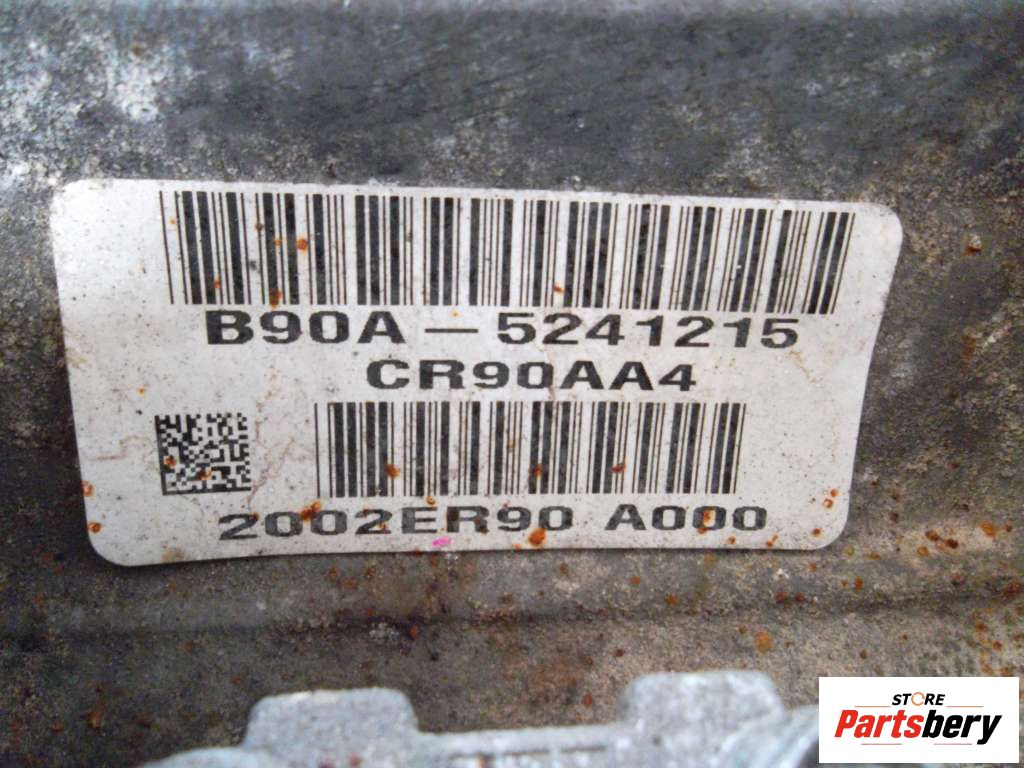 B90A-5241215
CR90AA4
2002ER90 A000
STORE
Partsbery